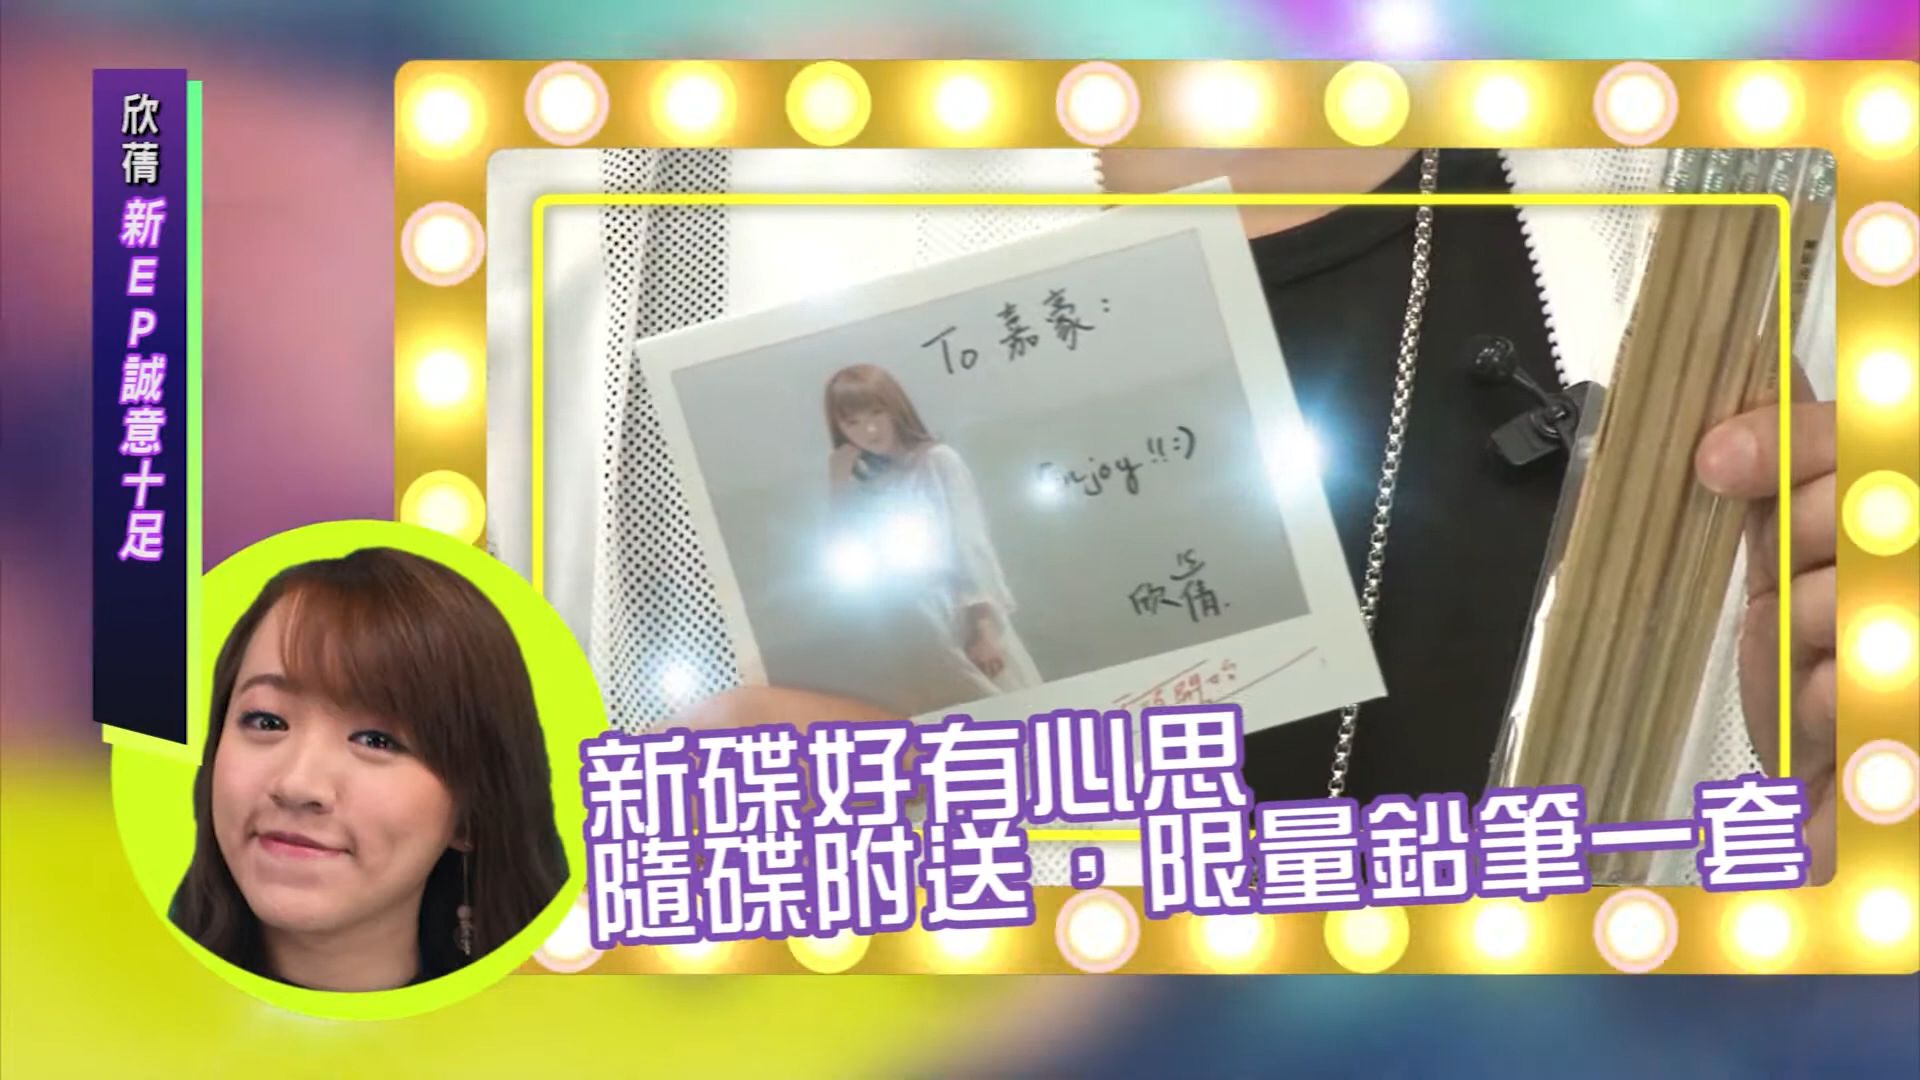 欣蒨 新EP誠意十足
To 嘉豪：
Enjoy!!:)
欣蒨.
新碟好有心思
隨碟附送，限量鉛筆一套